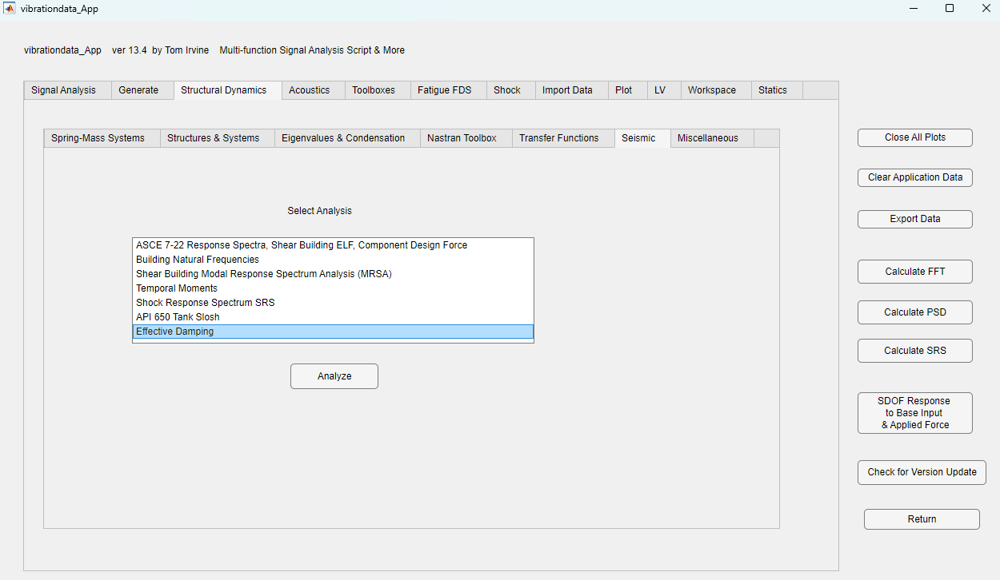 vibrationdata_App
vibrationdata_App ver 13.4 by Tom Irvine Multi-function Signal Analysis Script & More
Signal Analysis Generate Structural Dynamics Acoustics Toolboxes Fatigue FDS Shock Import Data Plot LV Workspace Statics
Spring-Mass Systems Structures & Systems Eigenvalues & Condensation Nastran Toolbox Transfer Functions Seismic Miscellaneous
Select Analysis
ASCE 7-22 Response Spectra, Shear Building ELF, Component Design Force
Building Natural Frequencies
Shear Building Modal Response Spectrum Analysis (MRSA)
Temporal Moments
Shock Response Spectrum SRS
API 650 Tank Slosh
Effective Damping
Analyze
Close All Plots
Clear Application Data
Export Data
Calculate FFT
Calculate PSD
Calculate SRS
SDOF Response
to Base Input
& Applied Force
Check for Version Update
Return